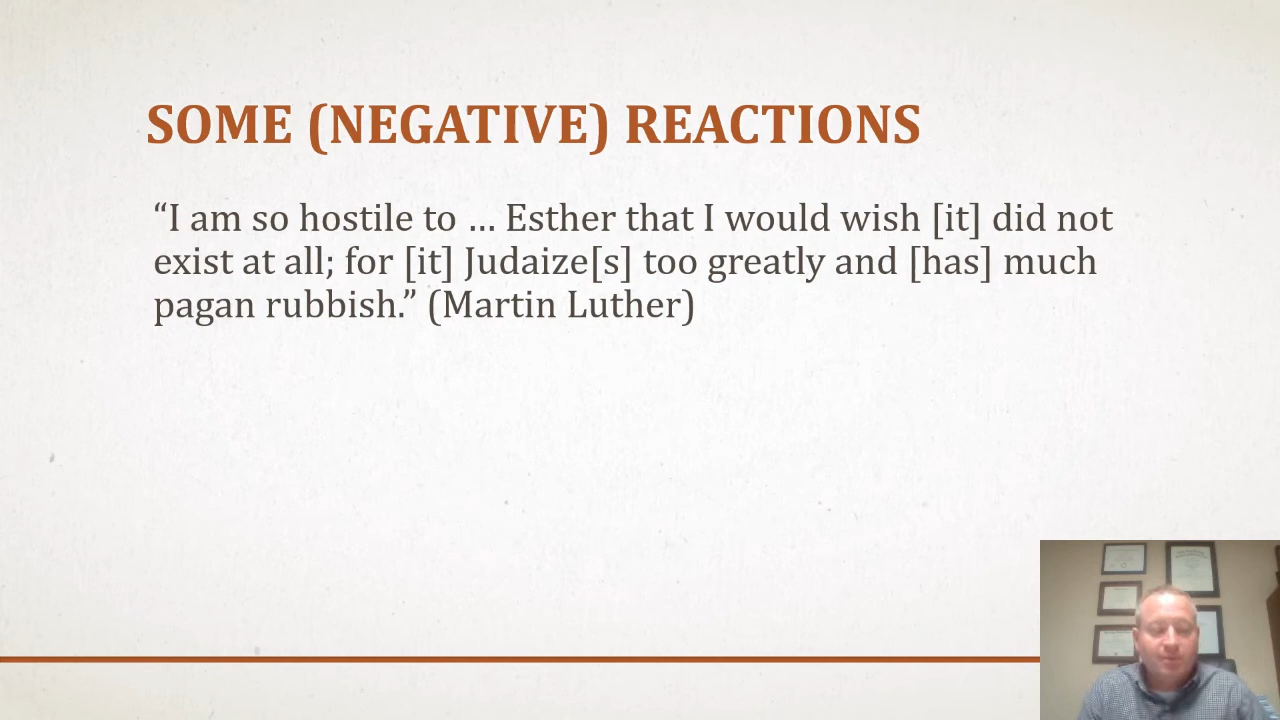 SOME (NEGATIVE) REACTIONS
“I am so hostile to … Esther that I would wish [it] did not
exist at all; for [it] Judaize[s] too greatly and [has] much
pagan rubbish.” (Martin Luther)